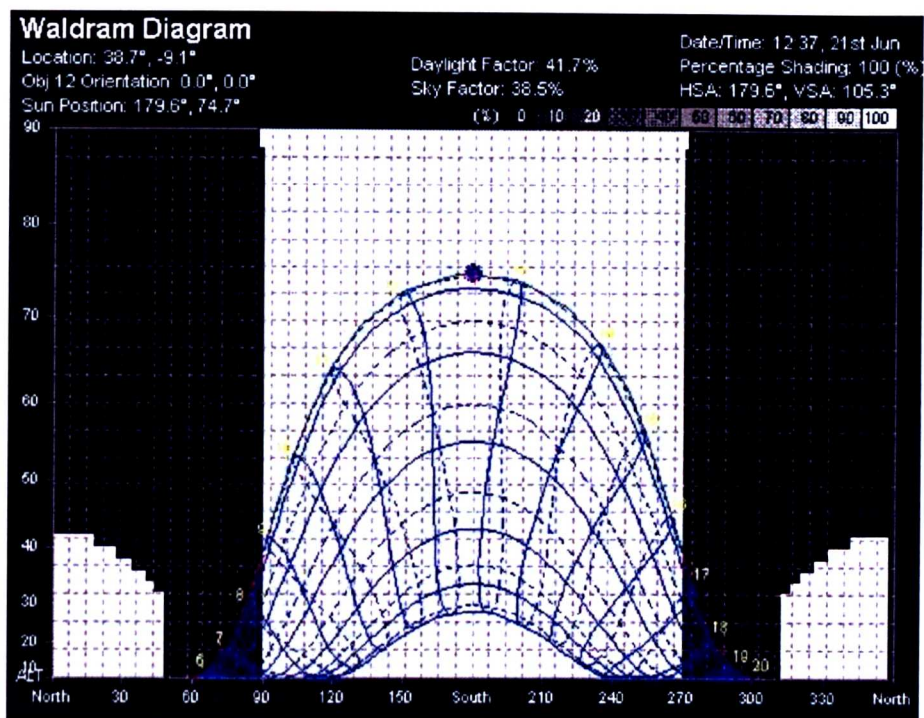 Waldram Diagram
Location: 38.7°, -9.1°
Obj 12 Orientation: 0.0°, 0.0°
Sun Position: 179.6°, 74.7°
Daylight Factor: 41.7%
Sky Factor: 38.5%
Date/Time: 12:37, 21st Jun
Percentage Shading: 100 (%)
HSA: 179.6°, VSA: 105.3°
(%) 0 10 20 60 70 80 90 100
90
80
70
60
50
40
30
20
10
ALT
8
7
6
17
18
19
20
North 30 60 90 120 150 South 210 240 270 300 330 North